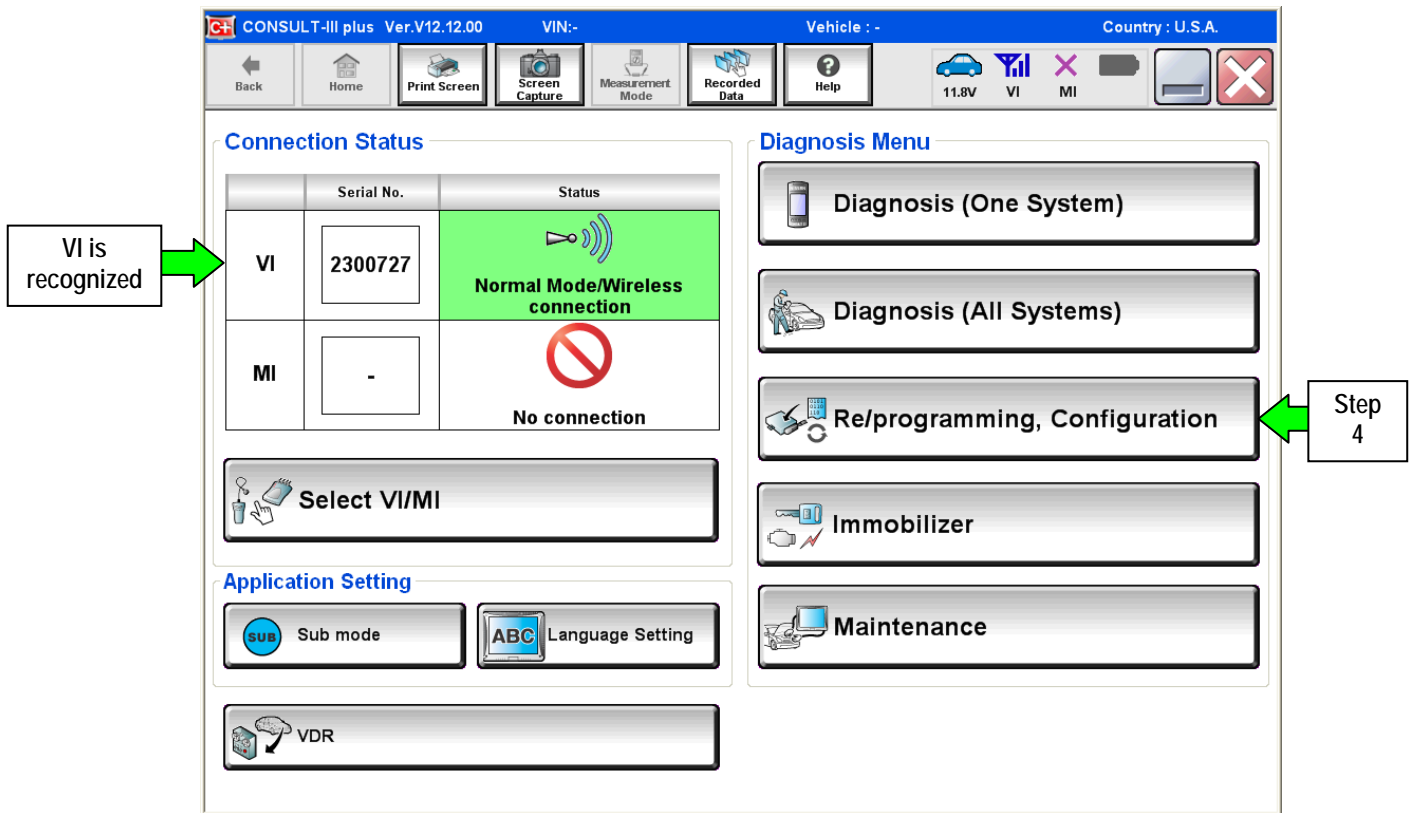 C+ CONSULT-III plus Ver.V12.12.00 VIN:- Vehicle : - Country : U.S.A.
Back
Home
Print Screen
Screen
Capture
Measurement
Mode
Recorded
Data
Help
11.8V
VI
MI
Connection Status
Serial No.
Status
VI
2300727
Normal Mode/Wireless
connection
MI
-
No connection
Select VI/MI
Application Setting
SUB
Sub mode
ABC
Language Setting
VDR
Diagnosis Menu
Diagnosis (One System)
Diagnosis (All Systems)
Re/programming, Configuration
Immobilizer
Maintenance
VI is
recognized
Step
4